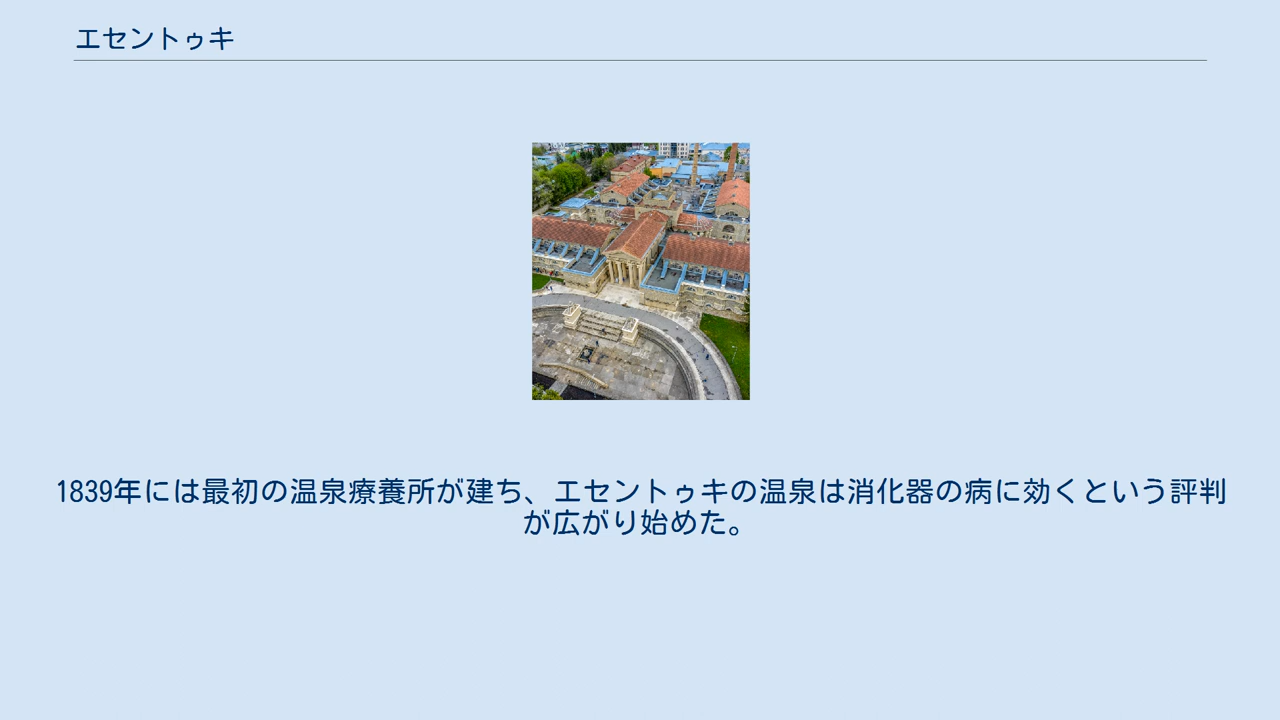 エセントゥキ
1839年には最初の温泉療養所が建ち、エセントゥキの温泉は消化器の病に効くという評判
が広がり始めた。